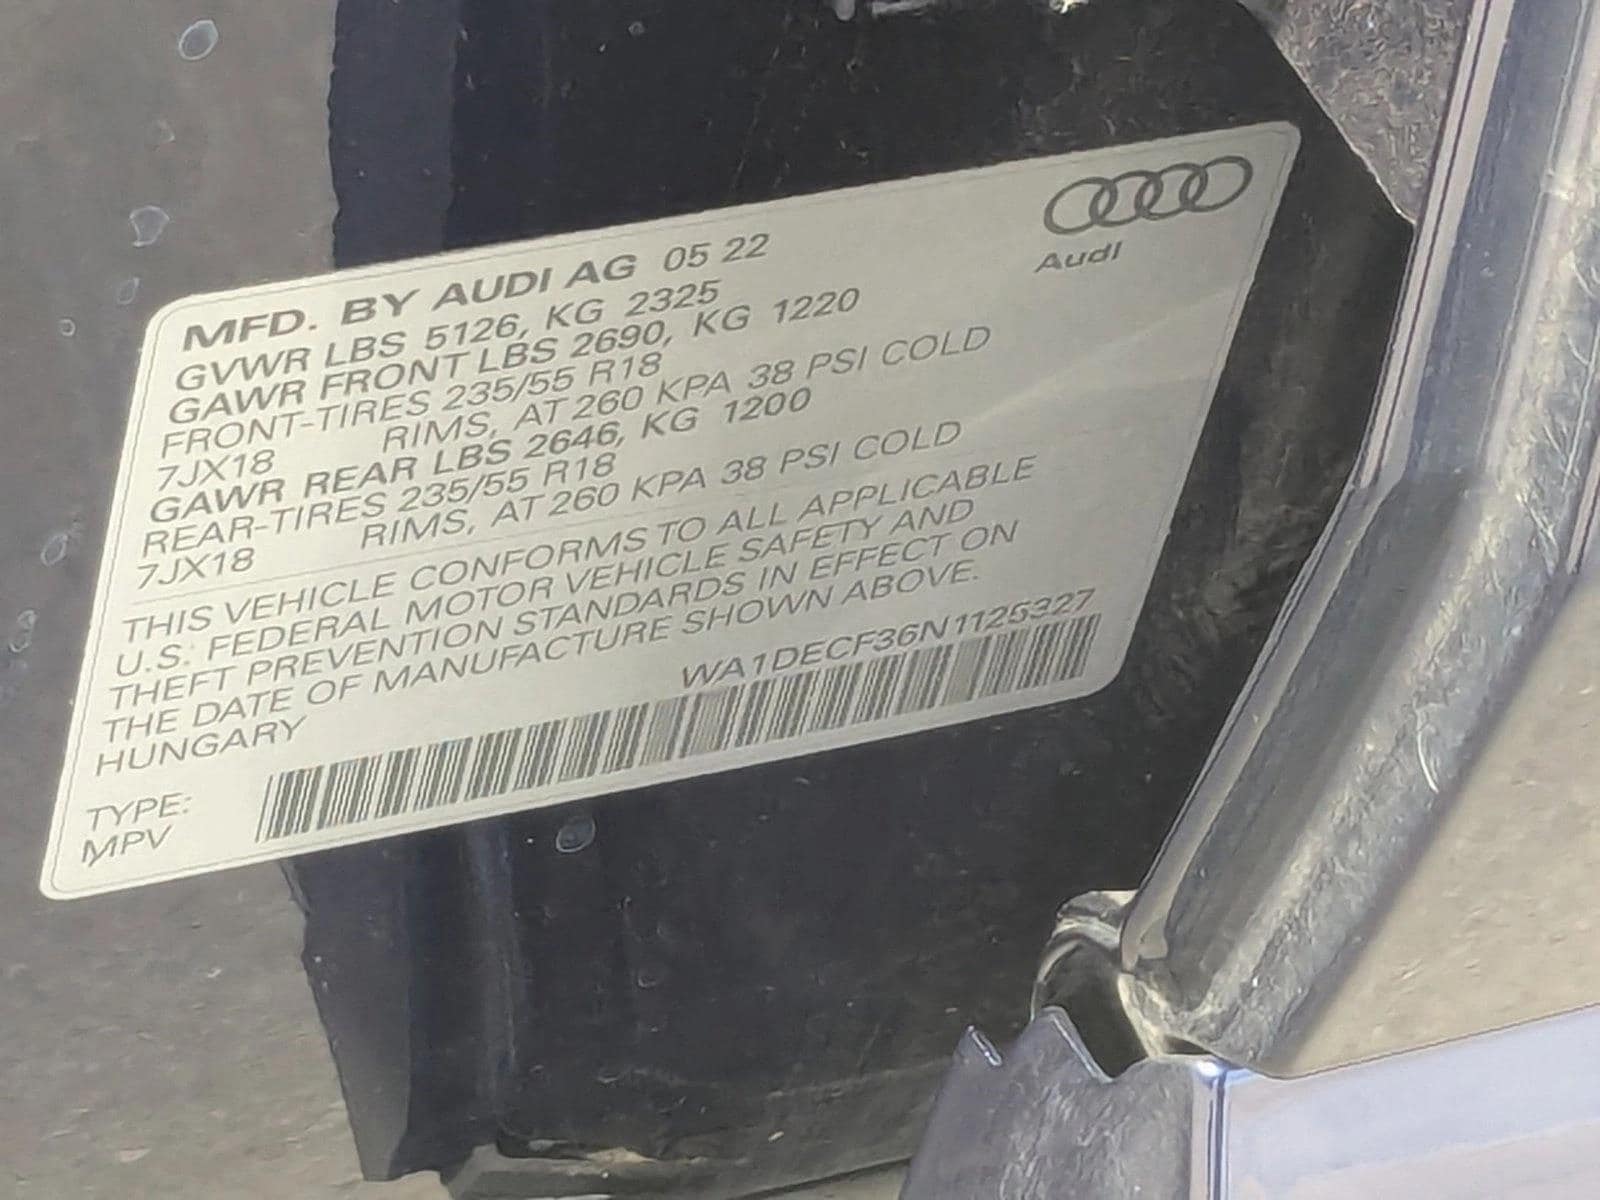 Audi
MFD. BY AUDI AG 05 22
GVWR LBS 5126, KG 2325
GAWR FRONT LBS 2690, KG 1220
FRONT-TIRES 235/55 R18
7JX18 RIMS, AT 260 KPA 38 PSI COLD
GAWR REAR LBS 2646, KG 1200
REAR-TIRES 235/55 R18
7JX18 RIMS, AT 260 KPA 38 PSI COLD
THIS VEHICLE CONFORMS TO ALL APPLICABLE
U.S. FEDERAL MOTOR VEHICLE SAFETY AND
THEFT PREVENTION STANDARDS IN EFFECT ON
THE DATE OF MANUFACTURE SHOWN ABOVE.
HUNGARY
WA1DECF36N1125327
TYPE:
MPV